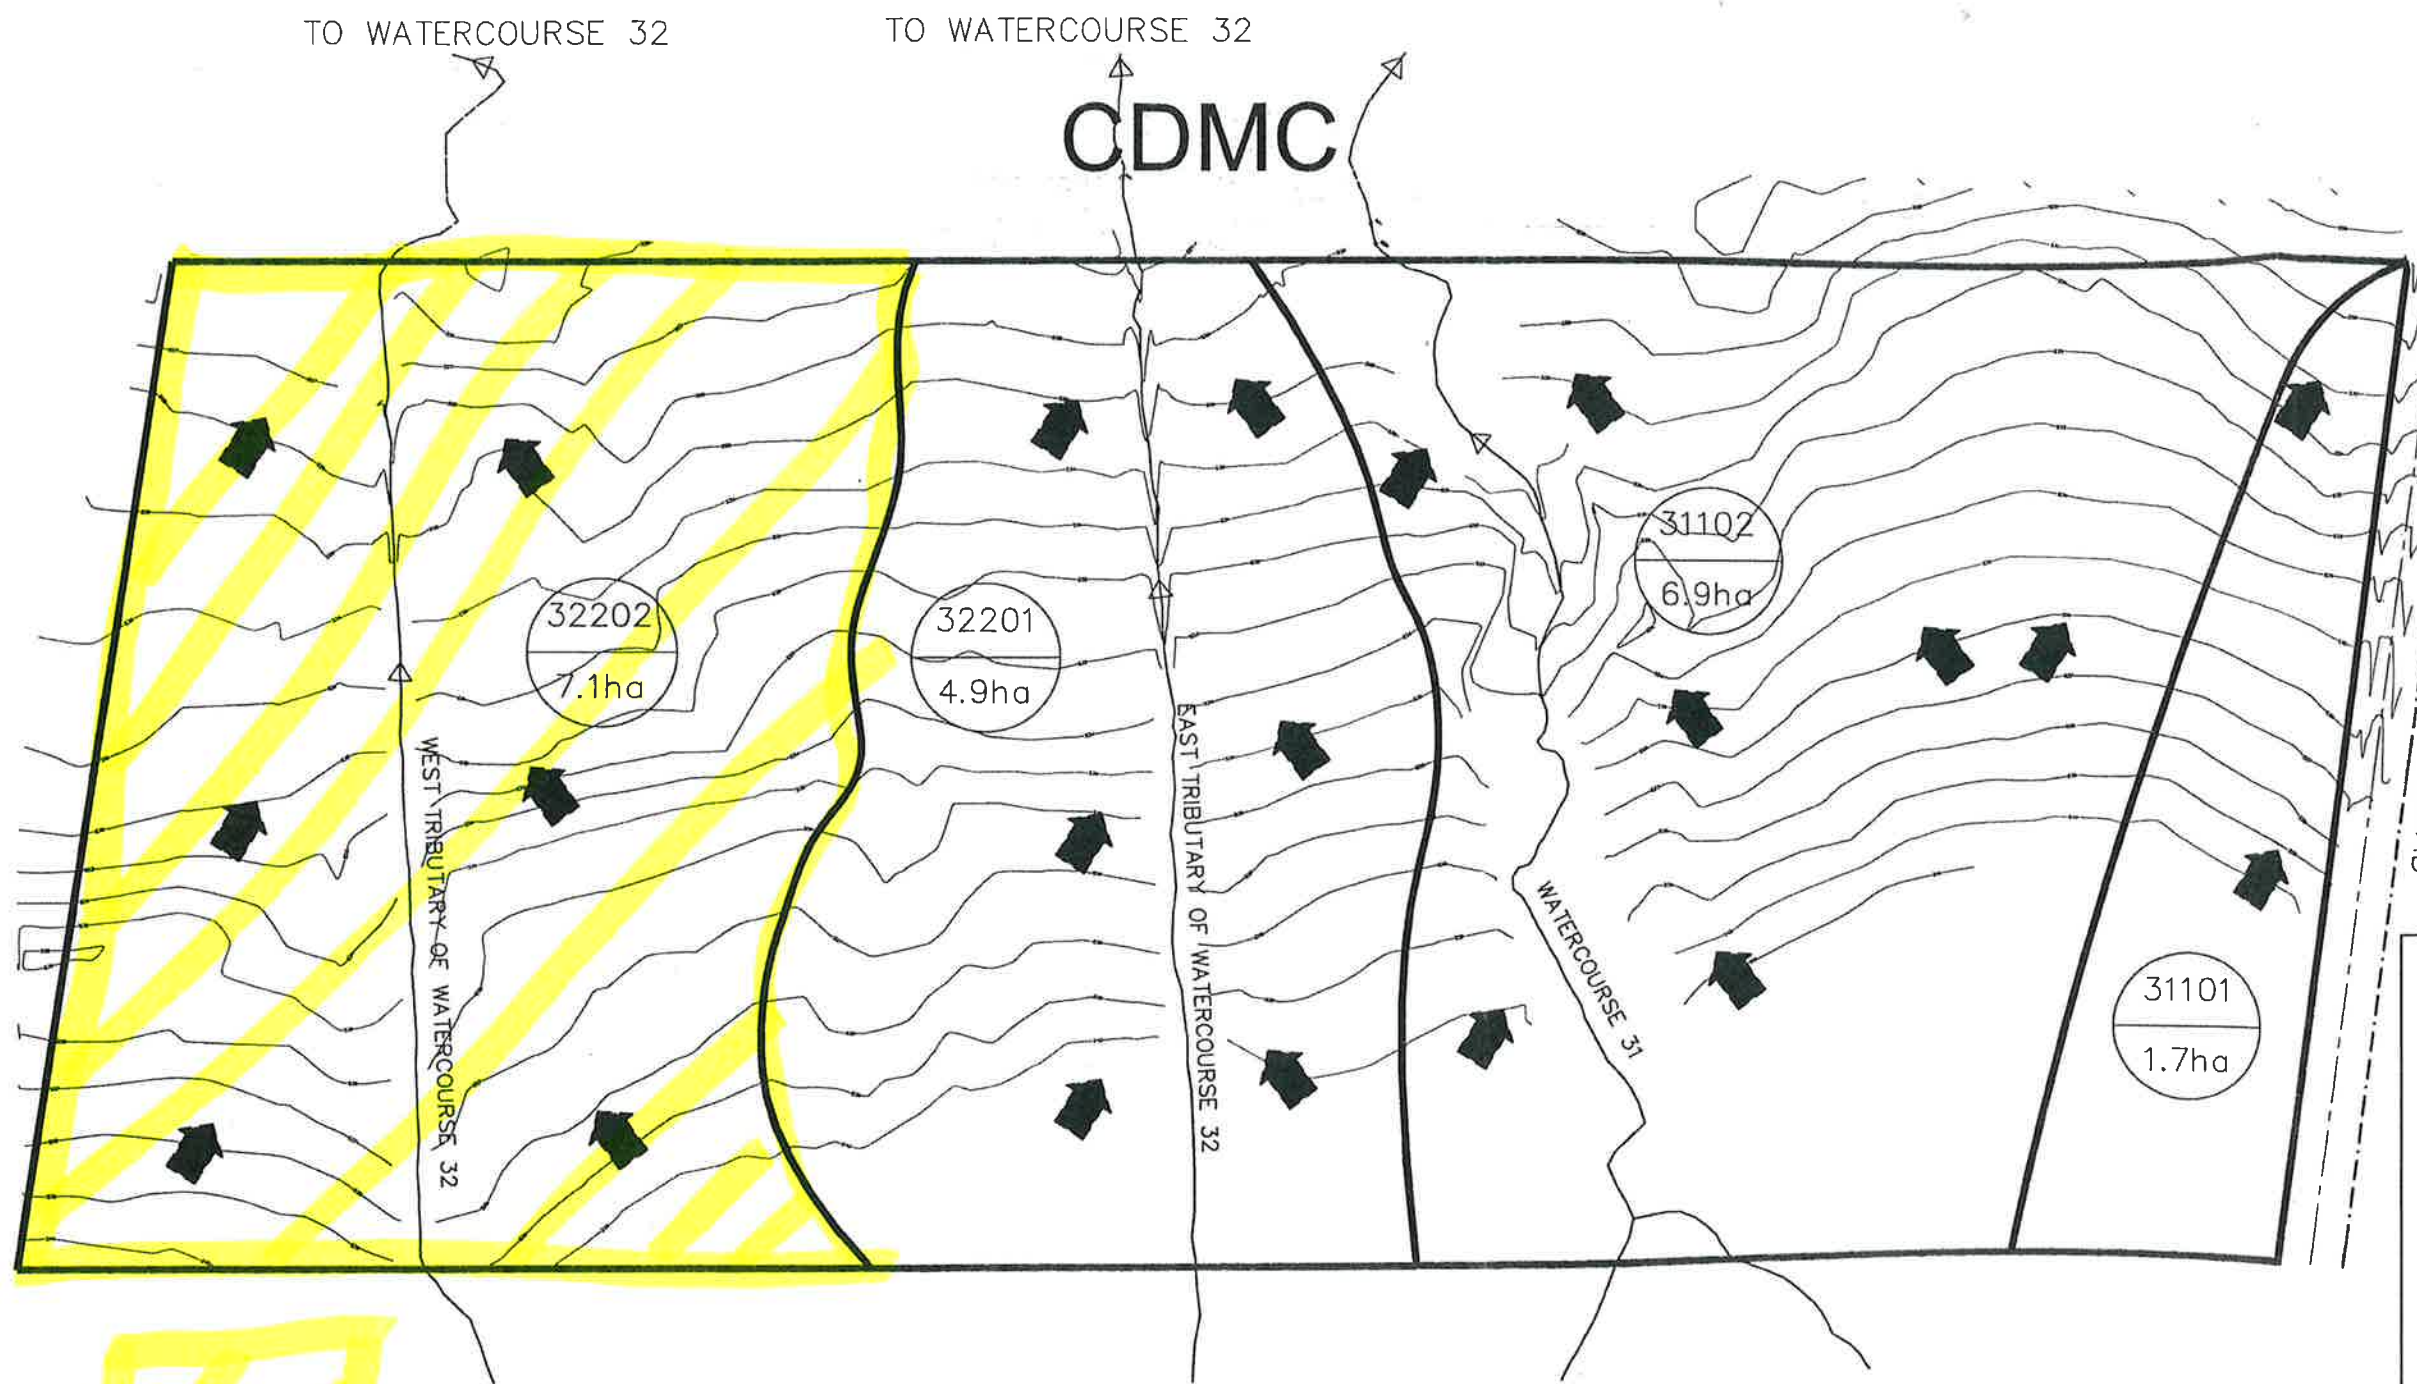 TO WATERCOURSE 32
TO WATERCOURSE 32
CDMC
31102
6.9ha
32202
7.1ha
32201
4.9ha
WEST TRIBUTARY OF WATERCOURSE 32
EAST TRIBUTARY OF WATERCOURSE 32
WATERCOURSE 31
31101
1.7ha